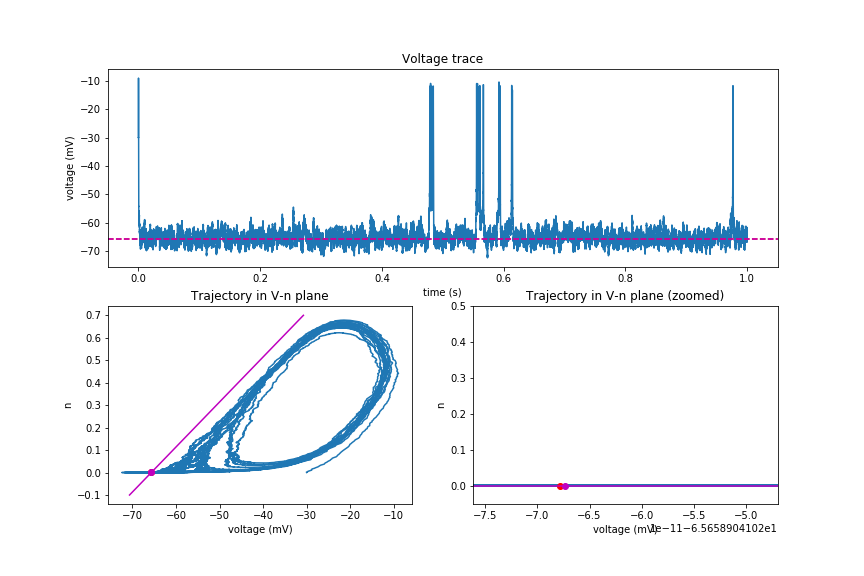 Voltage trace
−10
−20
−30
−40
−50
−60
−70
voltage (mV)
0.0 0.2 0.4 0.6 0.8 1.0
time (s)
Trajectory in V-n plane
0.7
0.6
0.5
0.4
0.3
0.2
0.1
0.0
−0.1
n
−70 −60 −50 −40 −30 −20 −10
voltage (mV)
Trajectory in V-n plane (zoomed)
0.5
0.4
0.3
0.2
0.1
0.0
n
−7.5 −7.0 −6.5 −6.0 −5.5 −5.0
voltage (mV)
1e−11−6.5658904102e1